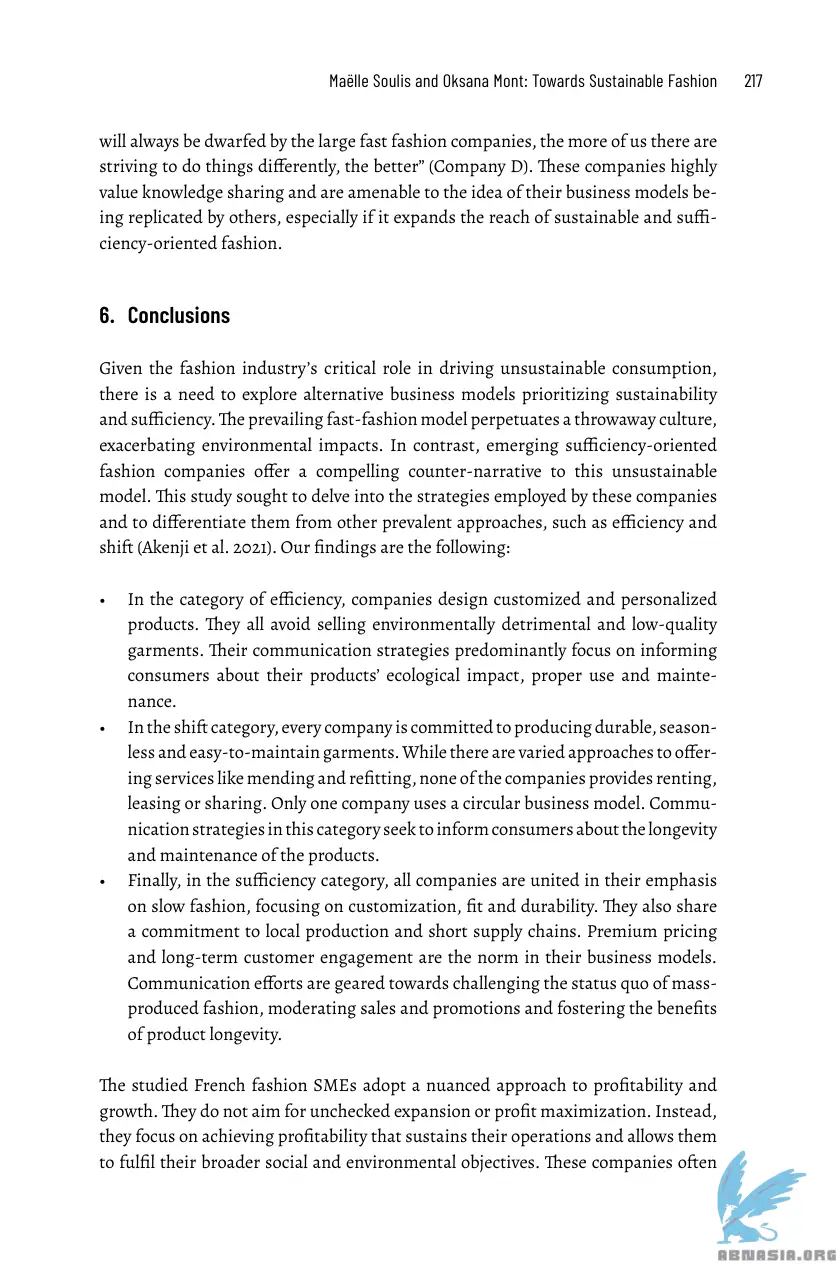 Maëlle Soulis and Oksana Mont: Towards Sustainable Fashion 217
will always be dwarfed by the large fast fashion companies, the more of us there are
striving to do things differently, the better” (Company D). These companies highly
value knowledge sharing and are amenable to the idea of their business models be-
ing replicated by others, especially if it expands the reach of sustainable and suffi-
ciency-oriented fashion.
6. Conclusions
Given the fashion industry’s critical role in driving unsustainable consumption,
there is a need to explore alternative business models prioritizing sustainability
and sufficiency. The prevailing fast-fashion model perpetuates a throwaway culture,
exacerbating environmental impacts. In contrast, emerging sufficiency-oriented
fashion companies offer a compelling counter-narrative to this unsustainable
model. This study sought to delve into the strategies employed by these companies
and to differentiate them from other prevalent approaches, such as efficiency and
shift (Akenji et al. 2021). Our findings are the following:
• In the category of efficiency, companies design customized and personalized
products. They all avoid selling environmentally detrimental and low-quality
garments. Their communication strategies predominantly focus on informing
consumers about their products’ ecological impact, proper use and mainte-
nance.
• In the shift category, every company is committed to producing durable, season-
less and easy-to-maintain garments. While there are varied approaches to offer-
ing services like mending and refitting, none of the companies provides renting,
leasing or sharing. Only one company uses a circular business model. Commu-
nication strategies in this category seek to inform consumers about the longevity
and maintenance of the products.
• Finally, in the sufficiency category, all companies are united in their emphasis
on slow fashion, focusing on customization, fit and durability. They also share
a commitment to local production and short supply chains. Premium pricing
and long-term customer engagement are the norm in their business models.
Communication efforts are geared towards challenging the status quo of mass-
produced fashion, moderating sales and promotions and fostering the benefits
of product longevity.
The studied French fashion SMEs adopt a nuanced approach to profitability and
growth. They do not aim for unchecked expansion or profit maximization. Instead,
they focus on achieving profitability that sustains their operations and allows them
to fulfil their broader social and environmental objectives. These companies often
ABNASIA.ORG